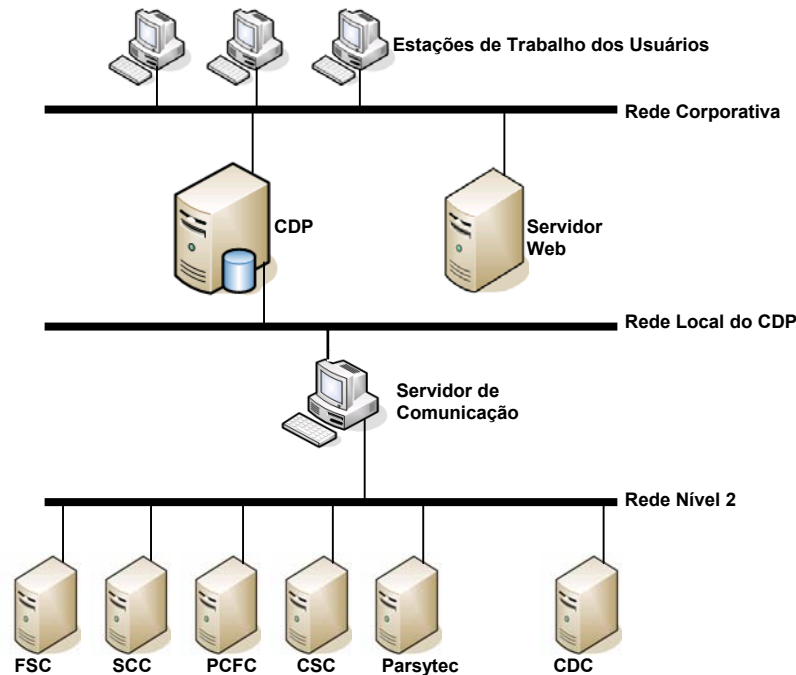 Estações de Trabalho dos Usuários
Rede Corporativa
CDP
Servidor
Web
Rede Local do CDP
Servidor de
Comunicação
Rede Nível 2
FSC
SCC
PCFC
CSC
Parsytec
CDC